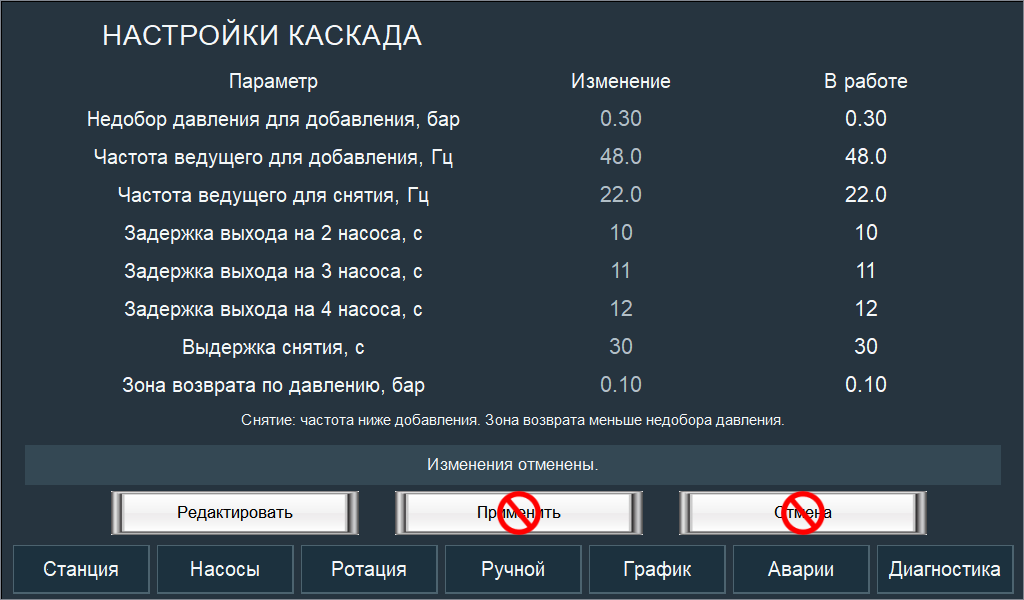 НАСТРОЙКИ КАСКАДА
Параметр Изменение В работе
Недобор давления для добавления, бар 0.30 0.30
Частота ведущего для добавления, Гц 48.0 48.0
Частота ведущего для снятия, Гц 22.0 22.0
Задержка выхода на 2 насоса, с 10 10
Задержка выхода на 3 насоса, с 11 11
Задержка выхода на 4 насоса, с 12 12
Выдержка снятия, с 30 30
Зона возврата по давлению, бар 0.10 0.10
Снятие: частота ниже добавления. Зона возврата меньше недобора давления.
Изменения отменены.
Редактировать Применить Отмена
Станция Насосы Ротация Ручной График Аварии Диагностика